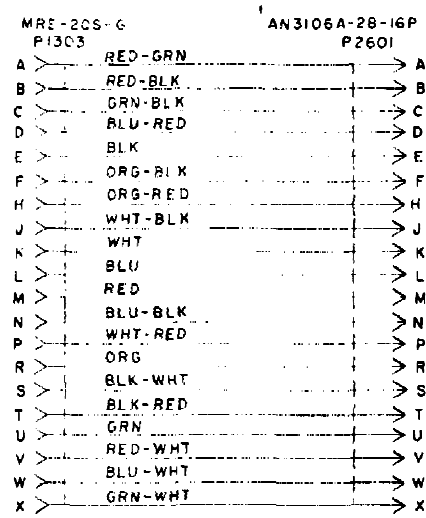 MRE-20S-G AN3106A-28-16P
P1303 P2601
A RED-GRN A
B RED-BLK B
C GRN-BLK C
D BLU-RED D
E BLK E
F ORG-BLK F
H ORG-RED H
J WHT-BLK J
K WHT K
L BLU L
M RED M
N BLU-BLK N
P WHT-RED P
R ORG R
S BLK-WHT S
T BLK-RED T
U GRN U
V RED-WHT V
W BLU-WHT W
X GRN-WHT X